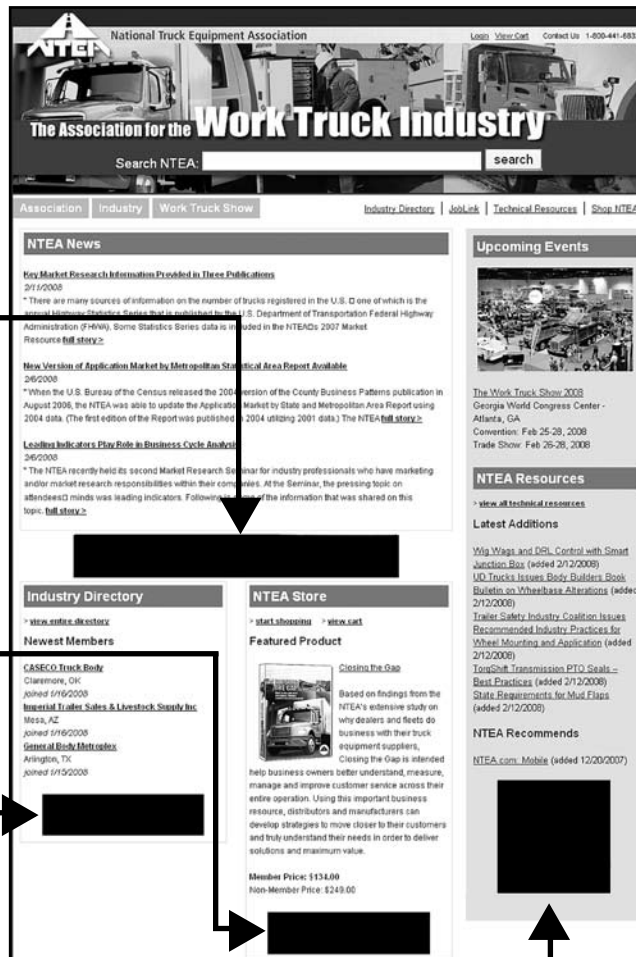 NTEA
National Truck Equipment Association
Login View Cart Contact Us 1-800-441-683
The Association for the Work Truck Industry
Search NTEA: search
Association Industry Work Truck Show
Industry Directory | JobLink | Technical Resources | Shop NTEA
NTEA News
Key Market Research Information Provided in Three Publications
2/11/2008
"There are many sources of information on the number of trucks registered in the U.S. □ one of which is the
annual Highway Statistics Series that is published by the U.S. Department of Transportation Federal Highway
Administration (FHWA). Some Statistics Series data is included in the NTEA□s 2007 Market
Resource full story >
New Version of Application Market by Metropolitan Statistical Area Report Available
2/6/2008
"When the U.S. Bureau of the Census released the 2004 version of the County Business Patterns publication in
August 2006, the NTEA was able to update the Application Market by State and Metropolitan Area Report using
2004 data. (The first edition of the Report was published in 2004 utilizing 2001 data.) The NTEA full story >
Leading Indicators Play Role in Business Cycle Analysis
2/6/2008
"The NTEA recently held its second Market Research Seminar for industry professionals who have marketing
and/or market research responsibilities within their companies. At the Seminar, the pressing topic on
attendees□ minds was leading indicators. Following is some of the information that was shared on this
topic. full story >
Industry Directory
> view entire directory
Newest Members
CASECO Truck Body
Claremore, OK
joined 1/16/2008
Imperial Trailer Sales & Livestock Supply Inc
Mesa, AZ
joined 1/16/2008
General Body Metroplex
Arlington, TX
joined 1/15/2008
NTEA Store
> start shopping > view cart
Featured Product
Closing the Gap
Based on findings from the
NTEA's extensive study on
why dealers and fleets do
business with their truck
equipment suppliers,
Closing the Gap is intended
help business owners better understand, measure,
manage and improve customer service across their
entire operation. Using this important business
resource, distributors and manufacturers can
develop strategies to move closer to their customers
and truly understand their needs in order to deliver
solutions and maximum value.
Member Price: $134.00
Non-Member Price: $249.00
Upcoming Events
The Work Truck Show 2008
Georgia World Congress Center -
Atlanta, GA
Convention: Feb 25-28, 2008
Trade Show: Feb 26-28, 2008
NTEA Resources
> view all technical resources
Latest Additions
Wig Wags and DRL Control with Smart
Junction Box (added 2/12/2008)
UD Trucks Issues Body Builders Book
Bulletin on Wheelbase Alterations (added
2/12/2008)
Trailer Safety Industry Coalition Issues
Recommended Industry Practices for
Wheel Mounting and Application (added
2/12/2008)
TorqShift Transmission PTO Seals –
Best Practices (added 2/12/2008)
State Requirements for Mud Flaps
(added 2/12/2008)
NTEA Recommends
NTEA.com: Mobile (added 12/20/2007)